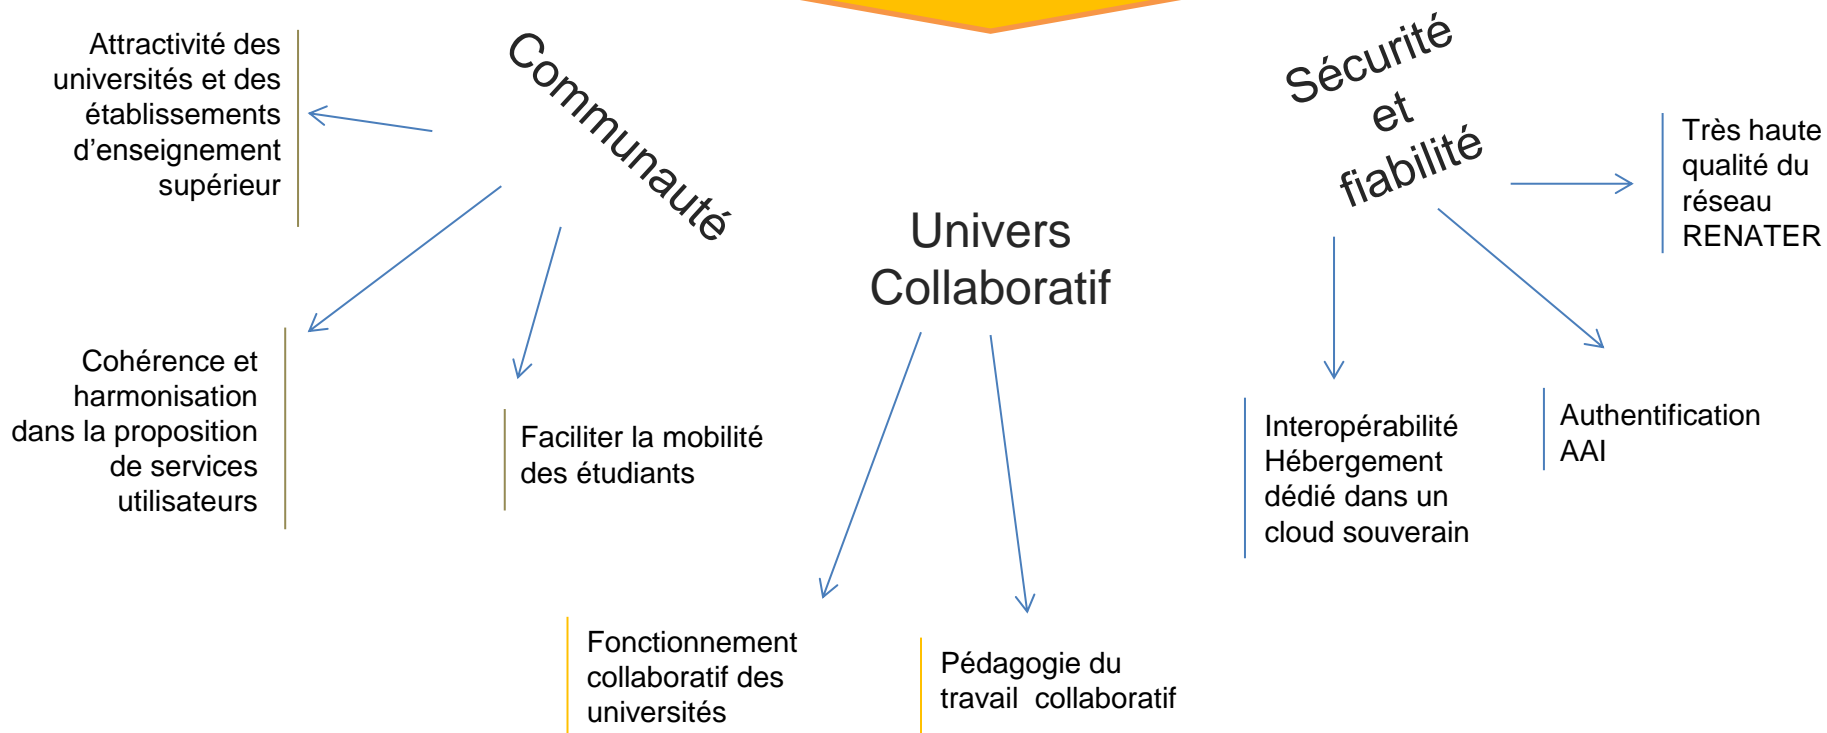 Attractivité des
universités et des
établissements
d’enseignement
supérieur
Communauté
Sécurité
et
fiabilité
Très haute
qualité du
réseau
RENATER
Univers
Collaboratif
Cohérence et
harmonisation
dans la proposition
de services
utilisateurs
Faciliter la mobilité
des étudiants
Interopérabilité
Hébergement
dédié dans un
cloud souverain
Authentification
AAI
Fonctionnement
collaboratif des
universités
Pédagogie du
travail  collaboratif